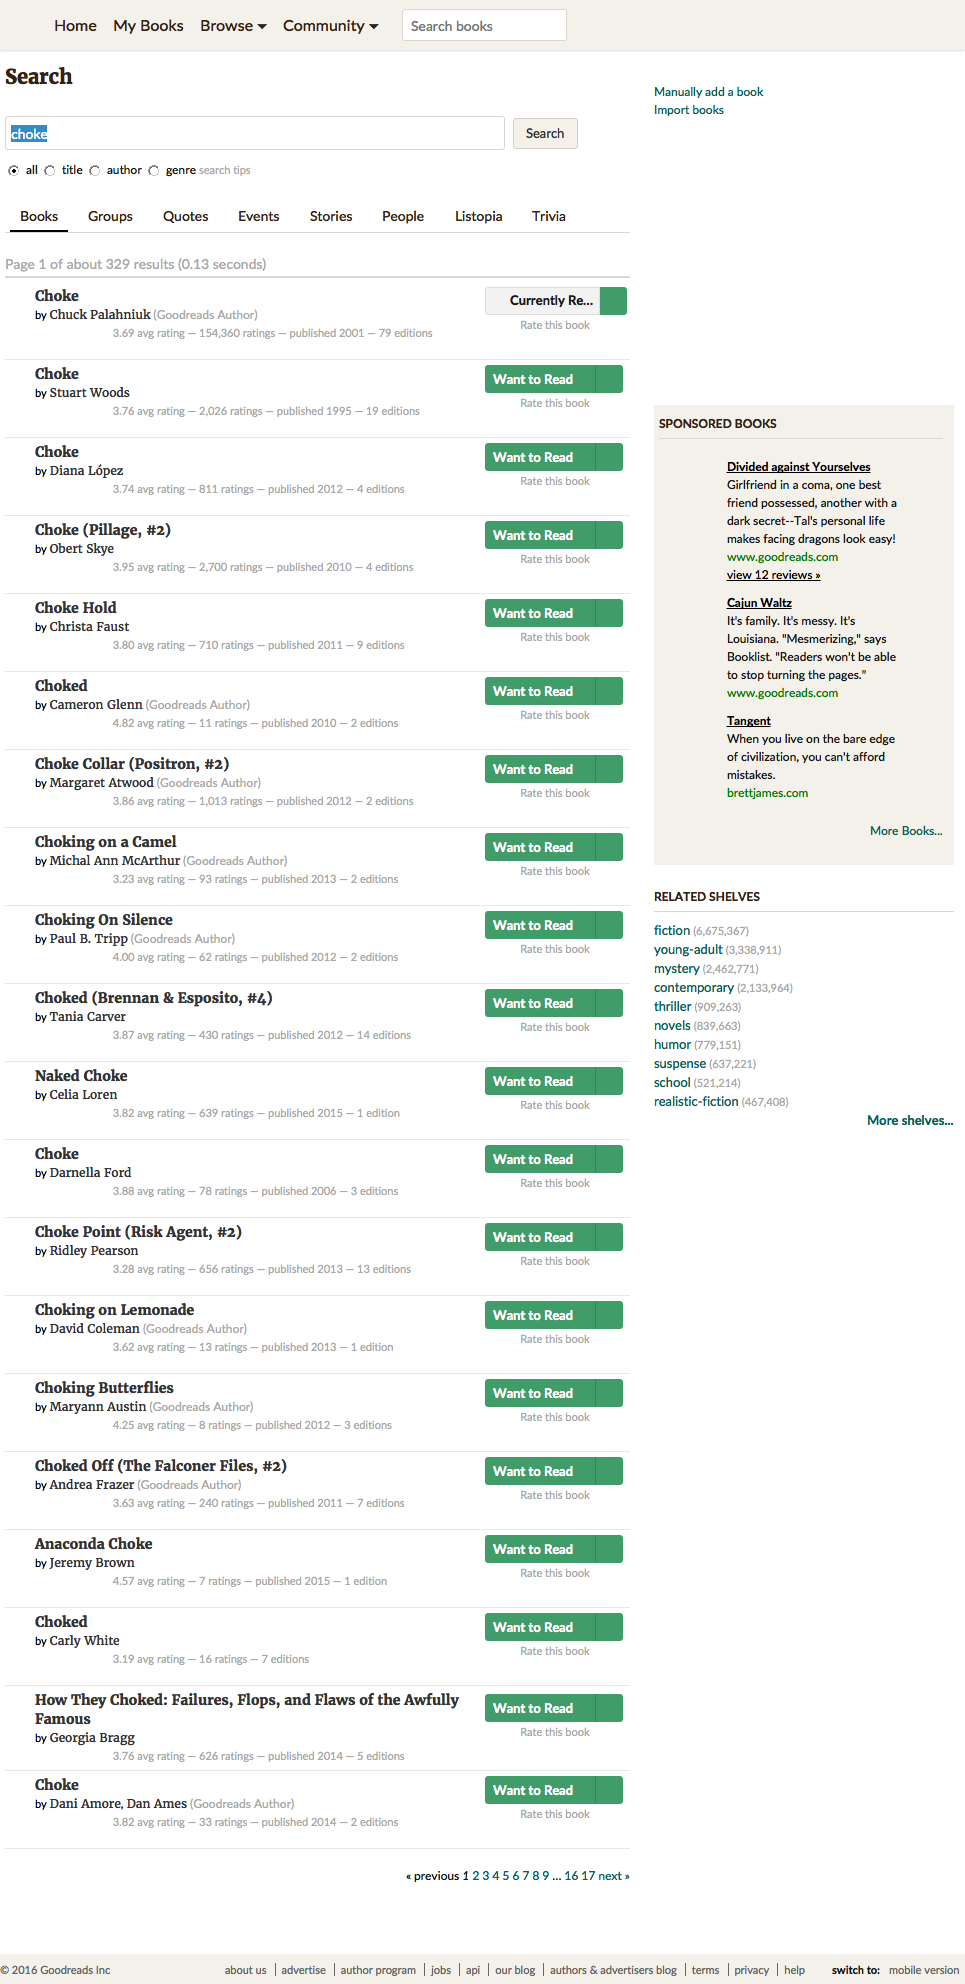 Home My Books Browse Community Search books
Search
Manually add a book
Import books
choke Search
all title author genre search tips
Books Groups Quotes Events Stories People Listopia Trivia
Page 1 of about 329 results (0.13 seconds)
Choke
by Chuck Palahniuk (Goodreads Author)
3.69 avg rating — 154,360 ratings — published 2001 — 79 editions
Currently Re...
Rate this book
Choke
by Stuart Woods
3.76 avg rating — 2,026 ratings — published 1995 — 19 editions
Want to Read
Rate this book
Choke
by Diana López
3.74 avg rating — 811 ratings — published 2012 — 4 editions
Want to Read
Rate this book
Choke (Pillage, #2)
by Obert Skye
3.95 avg rating — 2,700 ratings — published 2010 — 4 editions
Want to Read
Rate this book
Choke Hold
by Christa Faust
3.80 avg rating — 710 ratings — published 2011 — 9 editions
Want to Read
Rate this book
Choked
by Cameron Glenn (Goodreads Author)
4.82 avg rating — 11 ratings — published 2010 — 2 editions
Want to Read
Rate this book
Choke Collar (Positron, #2)
by Margaret Atwood (Goodreads Author)
3.86 avg rating — 1,013 ratings — published 2012 — 2 editions
Want to Read
Rate this book
Choking on a Camel
by Michal Ann McArthur (Goodreads Author)
3.23 avg rating — 93 ratings — published 2013 — 2 editions
Want to Read
Rate this book
Choking On Silence
by Paul B. Tripp (Goodreads Author)
4.00 avg rating — 62 ratings — published 2012 — 2 editions
Want to Read
Rate this book
Choked (Brennan & Esposito, #4)
by Tania Carver
3.87 avg rating — 430 ratings — published 2012 — 14 editions
Want to Read
Rate this book
Naked Choke
by Celia Loren
3.82 avg rating — 639 ratings — published 2015 — 1 edition
Want to Read
Rate this book
Choke
by Darnella Ford
3.88 avg rating — 78 ratings — published 2006 — 3 editions
Want to Read
Rate this book
Choke Point (Risk Agent, #2)
by Ridley Pearson
3.28 avg rating — 656 ratings — published 2013 — 13 editions
Want to Read
Rate this book
Choking on Lemonade
by David Coleman (Goodreads Author)
3.62 avg rating — 13 ratings — published 2013 — 1 edition
Want to Read
Rate this book
Choking Butterflies
by Maryann Austin (Goodreads Author)
4.25 avg rating — 8 ratings — published 2012 — 3 editions
Want to Read
Rate this book
Choked Off (The Falconer Files, #2)
by Andrea Frazer (Goodreads Author)
3.63 avg rating — 240 ratings — published 2011 — 7 editions
Want to Read
Rate this book
Anaconda Choke
by Jeremy Brown
4.57 avg rating — 7 ratings — published 2015 — 1 edition
Want to Read
Rate this book
Choked
by Carly White
3.19 avg rating — 16 ratings — 7 editions
Want to Read
Rate this book
How They Choked: Failures, Flops, and Flaws of the Awfully
Famous
by Georgia Bragg
3.76 avg rating — 626 ratings — published 2014 — 5 editions
Want to Read
Rate this book
Choke
by Dani Amore, Dan Ames (Goodreads Author)
3.82 avg rating — 33 ratings — published 2014 — 2 editions
Want to Read
Rate this book
« previous 1 2 3 4 5 6 7 8 9 … 16 17 next »
SPONSORED BOOKS
Divided against Yourselves
Girlfriend in a coma, one best
friend possessed, another with a
dark secret--Tal's personal life
makes facing dragons look easy!
www.goodreads.com
view 12 reviews »
Cajun Waltz
It's family. It's messy. It's
Louisiana. "Mesmerizing," says
Booklist. "Readers won't be able
to stop turning the pages."
www.goodreads.com
Tangent
When you live on the bare edge
of civilization, you can't afford
mistakes.
brettjames.com
More Books...
RELATED SHELVES
fiction (6,675,367)
young-adult (3,338,911)
mystery (2,462,771)
contemporary (2,133,964)
thriller (909,263)
novels (839,663)
humor (779,151)
suspense (637,221)
school (521,214)
realistic-fiction (467,408)
More shelves...
© 2016 Goodreads Inc about us advertise author program jobs api our blog authors & advertisers blog terms privacy help switch to: mobile version